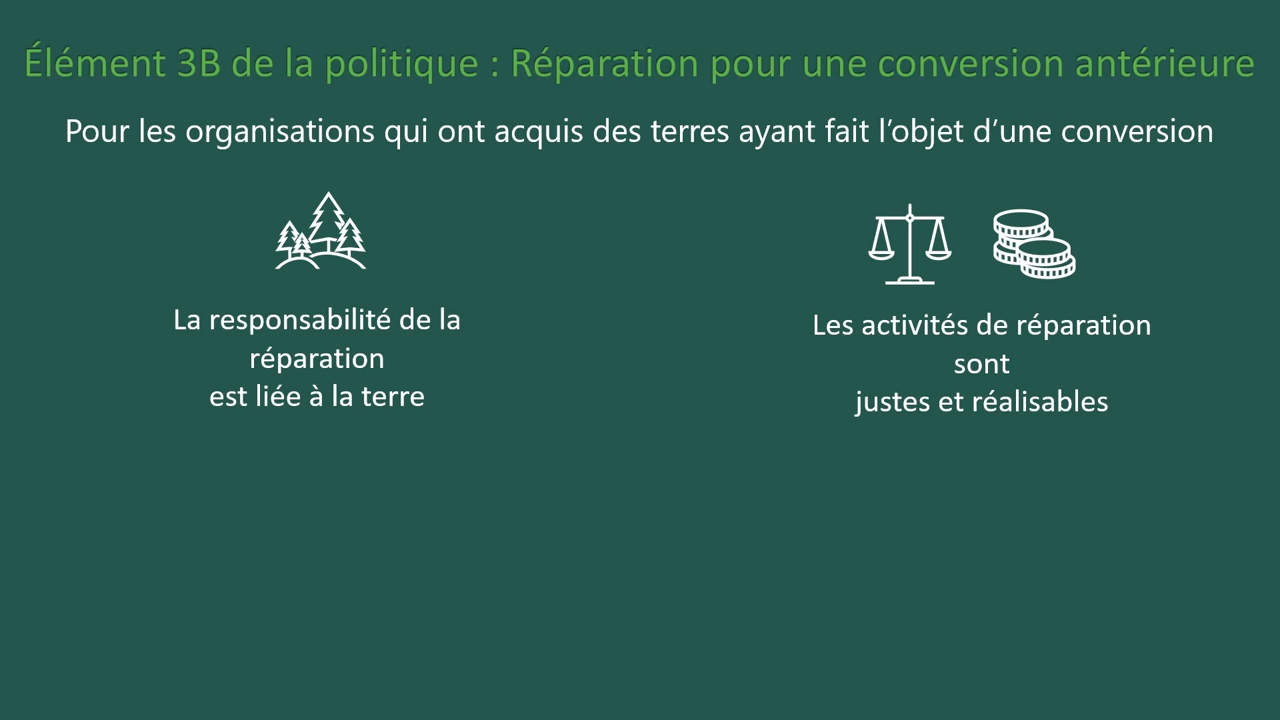 Élément 3B de la politique : Réparation pour une conversion antérieure
Pour les organisations qui ont acquis des terres ayant fait l’objet d’une conversion
La responsabilité de la
réparation
est liée à la terre
Les activités de réparation
sont
justes et réalisables